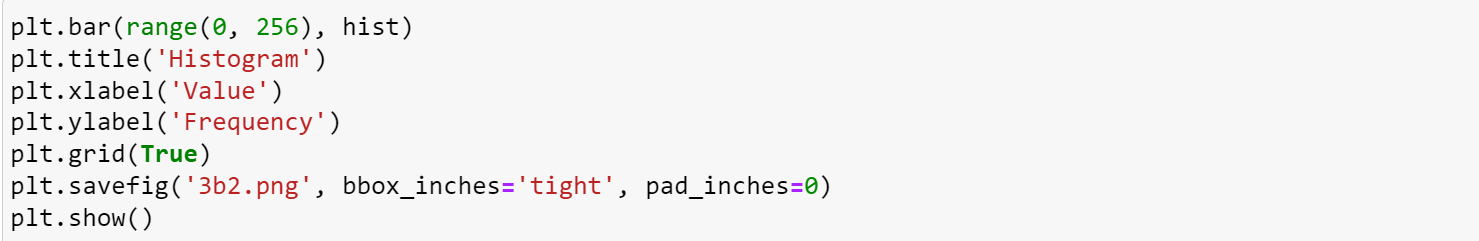 plt.bar(range(0, 256), hist)
plt.title('Histogram')
plt.xlabel('Value')
plt.ylabel('Frequency')
plt.grid(True)
plt.savefig('3b2.png', bbox_inches='tight', pad_inches=0)
plt.show()